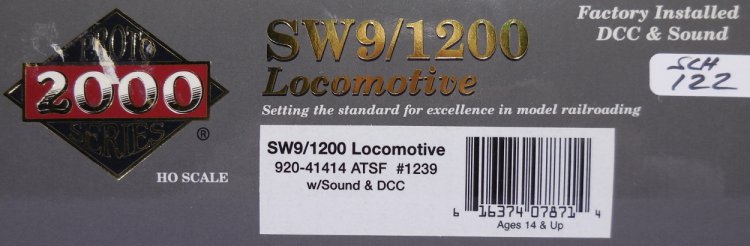 PROTO
2000
SERIES
®
HO SCALE
SW9/1200
Locomotive
Setting the standard for excellence in model railroading
Factory Installed
DCC & Sound
SCH
122
SW9/1200 Locomotive
920-41414 ATSF #1239
w/Sound & DCC
6 16374 07871 4
Ages 14 & Up